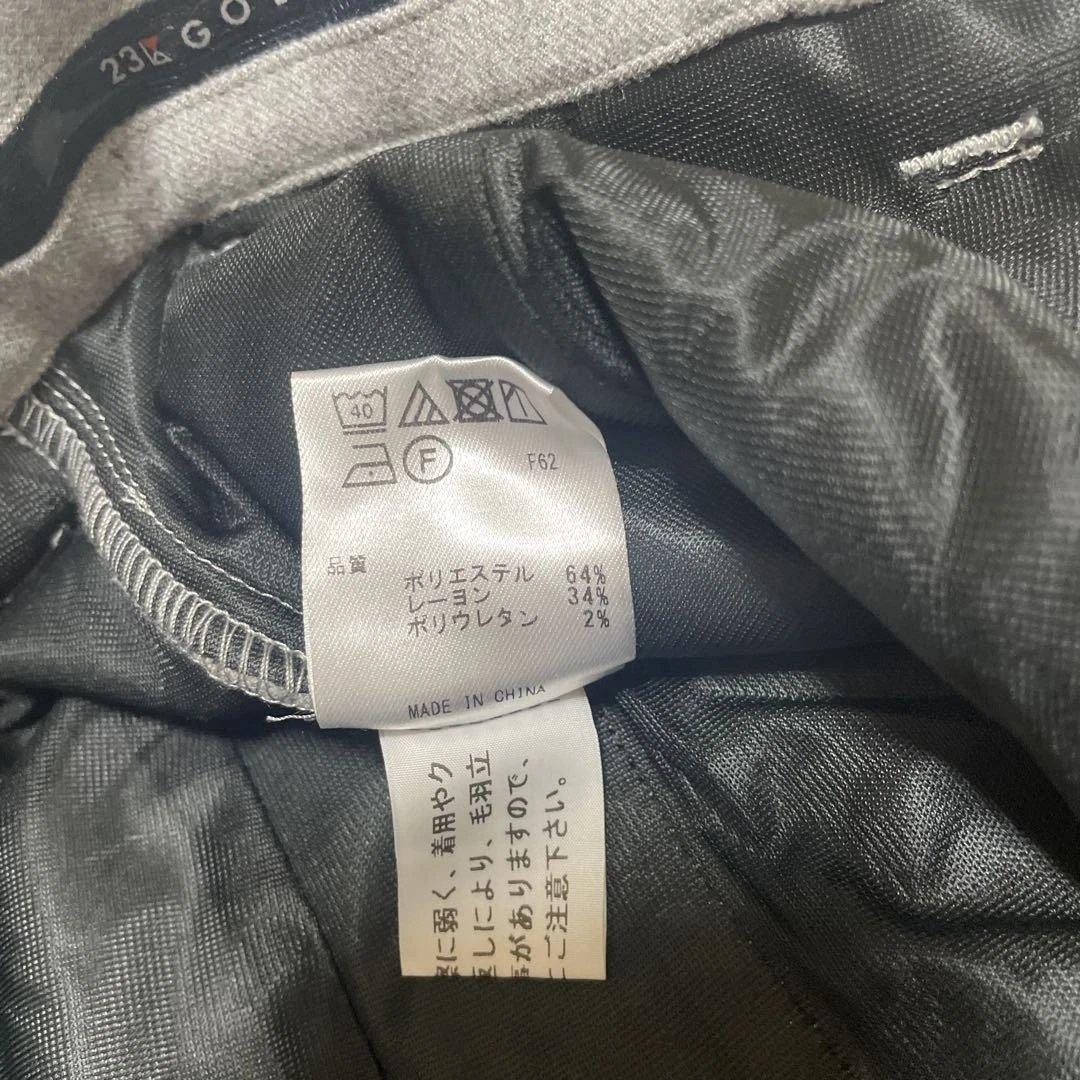 23区 GOL
40
F
F62
品質
ポリエステル 64%
レーヨン 34%
ポリウレタン 2%
MADE IN CHINA
に弱く、着用やク
返しにより、毛羽立
がありますので、
ご注意下さい。